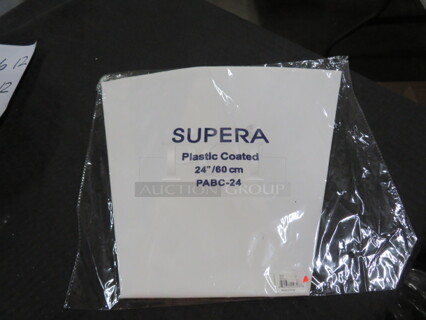 SUPERA
Plastic Coated
24"/60 cm
AUCTION GROUP
PABC-24